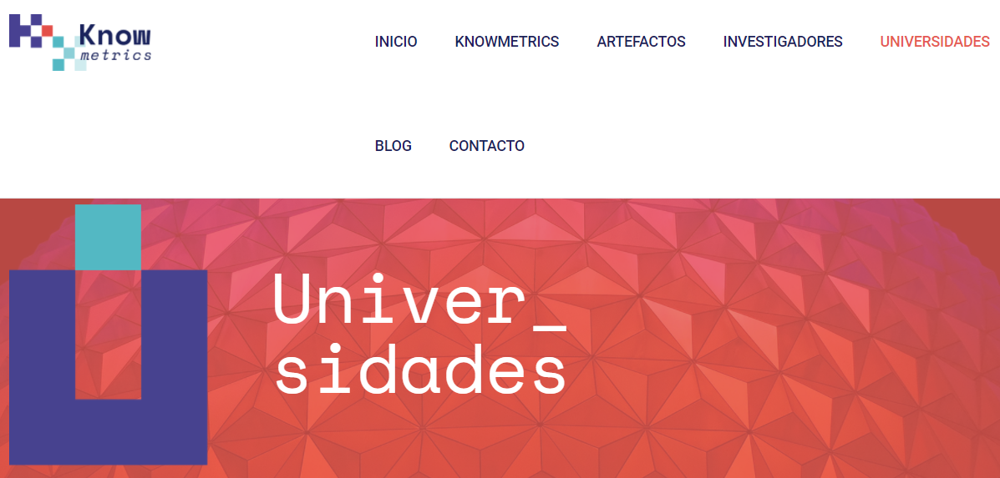 Know
metrics
INICIO KNOWMETRICS ARTEFACTOS INVESTIGADORES UNIVERSIDADES
BLOG CONTACTO
Univer_
sidades